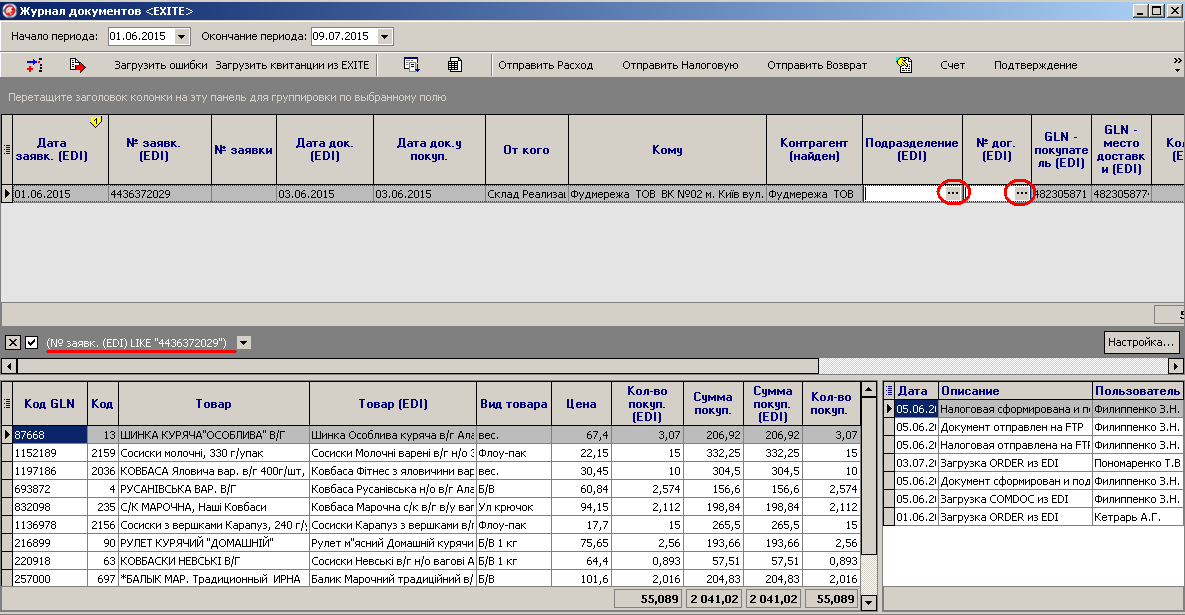 Журнал документов <EXITE>
Начало периода: 01.06.2015 Окончание периода: 09.07.2015
Загрузить ошибки Загрузить квитанции из EXITE Отправить Расход Отправить Налоговую Отправить Возврат Счет Подтверждение
Перетащите заголовок колонки на эту панель для группировки по выбранному полю
Дата заявк. (EDI) № заявк. (EDI) № заявки Дата док. (EDI) Дата док.у покуп. От кого Кому Контрагент (найден) Подразделение (EDI) № дог. (EDI) GLN - покупате ль (EDI) GLN - место доставк и (EDI)
01.06.2015 4436372029 03.06.2015 03.06.2015 Склад Реализац Фудмережа ТОВ ВК №02 м. Київ вул. Фудмережа ТОВ ... ... 482305871 482305877
(№ заявк. (EDI) LIKE "4436372029")
Настройка...
Код GLN Код Товар Товар (EDI) Вид товара Цена Кол-во покуп. (EDI) Сумма покуп. Сумма покуп. (EDI) Кол-во покуп.
87668 13 ШИНКА КУРЯЧА"ОСОБЛИВА" В/Г Шинка Особлива куряча в/г Ала вес. 67,4 3,07 206,92 206,92 3,07
1152189 2159 Сосиски молочні, 330 г/упак Сосиски Молочні варені в/г н/о Флоу-пак 22,15 15 332,25 332,25 15
1197186 2036 КОВБАСА Яловича вар. в/г 400г/шт, Ковбаса Фітнес з яловичини вар вес. 30,45 10 304,5 304,5 10
693872 4 РУСАНІВСЬКА ВАР. В/Г Ковбаса Русанівська н/о в/г Ала Б/В 60,84 2,574 156,6 156,6 2,574
832098 235 С/К МАРОЧНА, Наші Ковбаси Ковбаса Марочна с/к в/г в/у ваг Ул крючок 94,15 2,112 198,84 198,84 2,112
1136978 2156 Сосиски з вершками Карапуз, 240 г/ Сосиски Карапуз з вершками в/ Флоу-пак 17,7 15 265,5 265,5 15
216899 90 РУЛЕТ КУРЯЧИЙ "ДОМАШНІЙ" Рулет м"ясний Домашній курячи Б/В 1 кг 75,65 2,56 193,66 193,66 2,56
220918 63 КОВБАСКИ НЕВСЬКІ В/Г Сосиски Невські в/г н/о вагові А Б/В 1 кг 64,4 0,893 57,51 57,51 0,893
257000 697 *БАЛЫК МАР. Традиционный ИРНА Балик Марочний традиційний в/ Б/В 101,6 2,016 204,83 204,83 2,016
55,089 2 041,02 2 041,02 55,089
Дата Описание Пользователь
05.06.20 Налоговая сформирована и п Филиппенко З.Н.
05.06.20 Документ отправлен на FTP Филиппенко З.Н.
05.06.20 Налоговая отправлена на FTP Филиппенко З.Н.
03.07.20 Загрузка ORDER из EDI Пономаренко Т.В
05.06.20 Документ сформирован и под Филиппенко З.Н.
05.06.20 Загрузка COMDOC из EDI Филиппенко З.Н.
01.06.20 Загрузка ORDER из EDI Кетрарь А.Г.